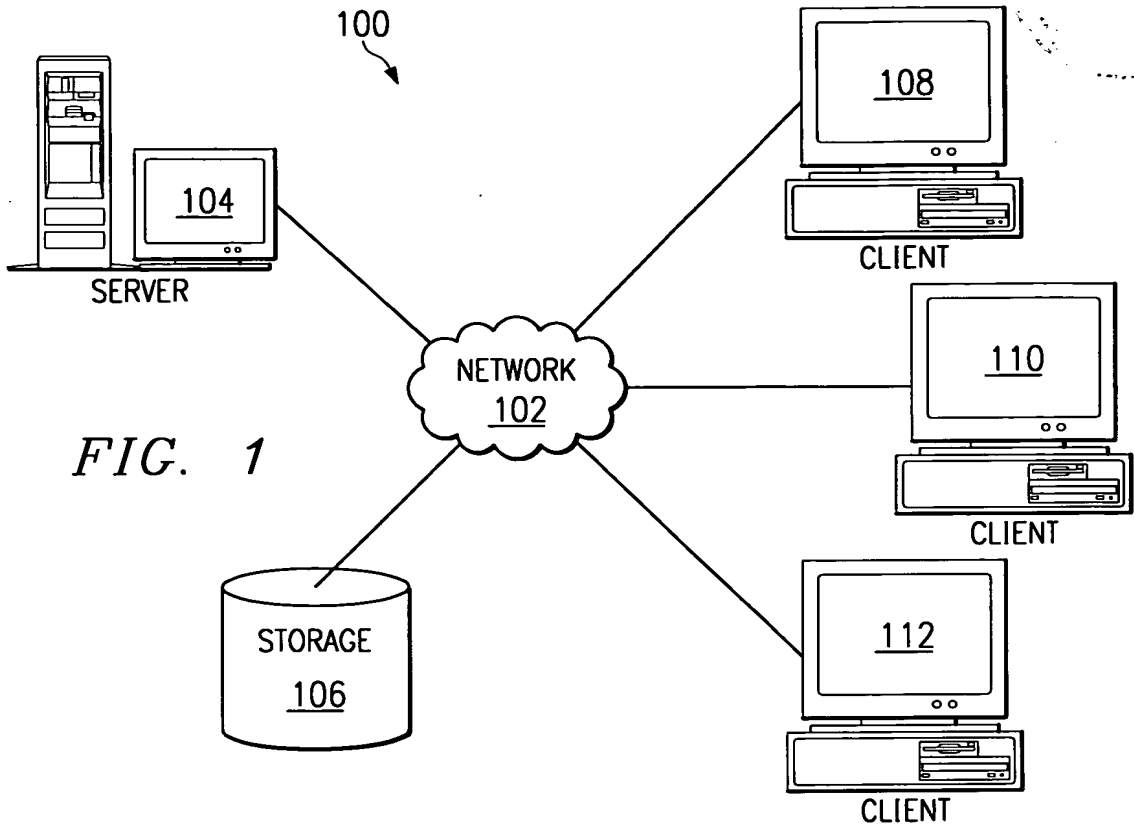 100
108
104
CLIENT
SERVER
NETWORK
102
110
FIG. 1
CLIENT
STORAGE
106
112
CLIENT